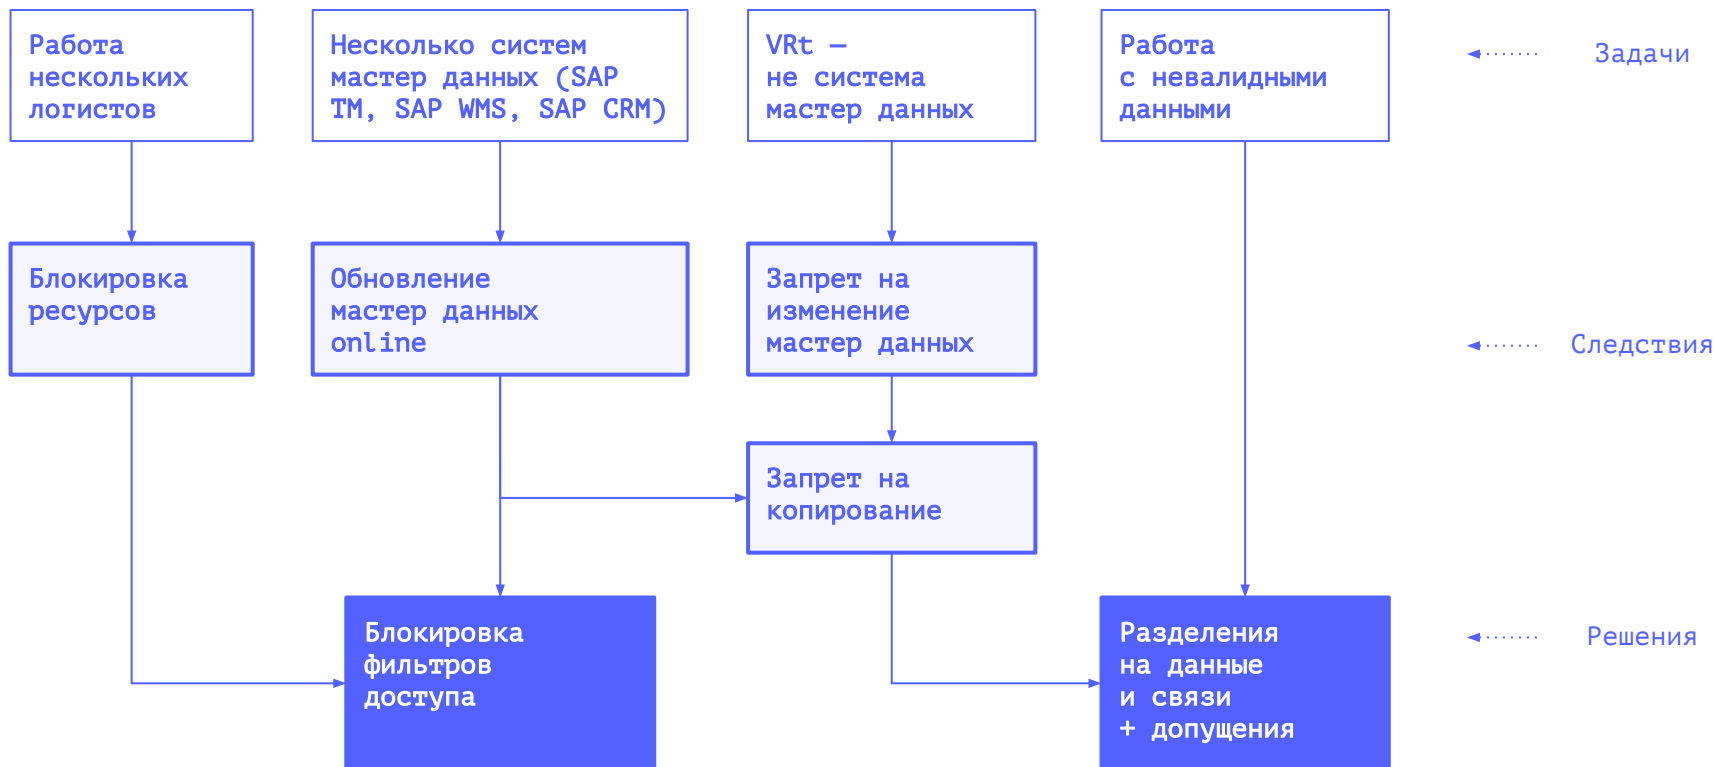 Работа
нескольких
логистов
Несколько систем
мастер данных (SAP
TM, SAP WMS, SAP CRM)
VRt —
не система
мастер данных
Работа
с невалидными
данными
Задачи
Блокировка
ресурсов
Обновление
мастер данных
online
Запрет на
изменение
мастер данных
Следствия
Запрет на
копирование
Блокировка
фильтров
доступа
Разделения
на данные
и связи
+ допущения
Решения